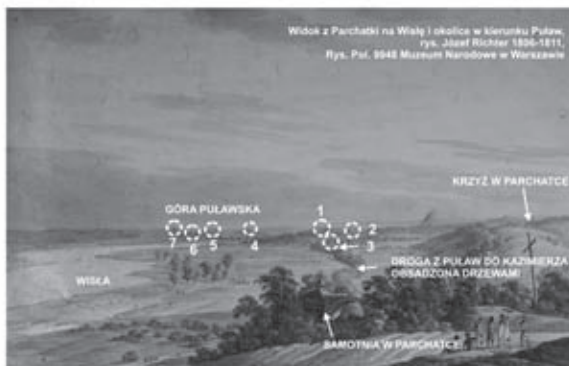 Widok z Parchatki na Wisłę i okolice w kierunku Puław,
rys. Józef Richter 1806-1811,
Rys. Pol. 9948 Muzeum Narodowe w Warszawie
KRZYŻ W PARCHATCE
GÓRA PUŁAWSKA
1
2
3
7
6
5
4
DROGA Z PUŁAW DO KAZIMIERZA
OBSADZONA DRZEWAMI
WISŁA
SAMOTNIA W PARCHATCE